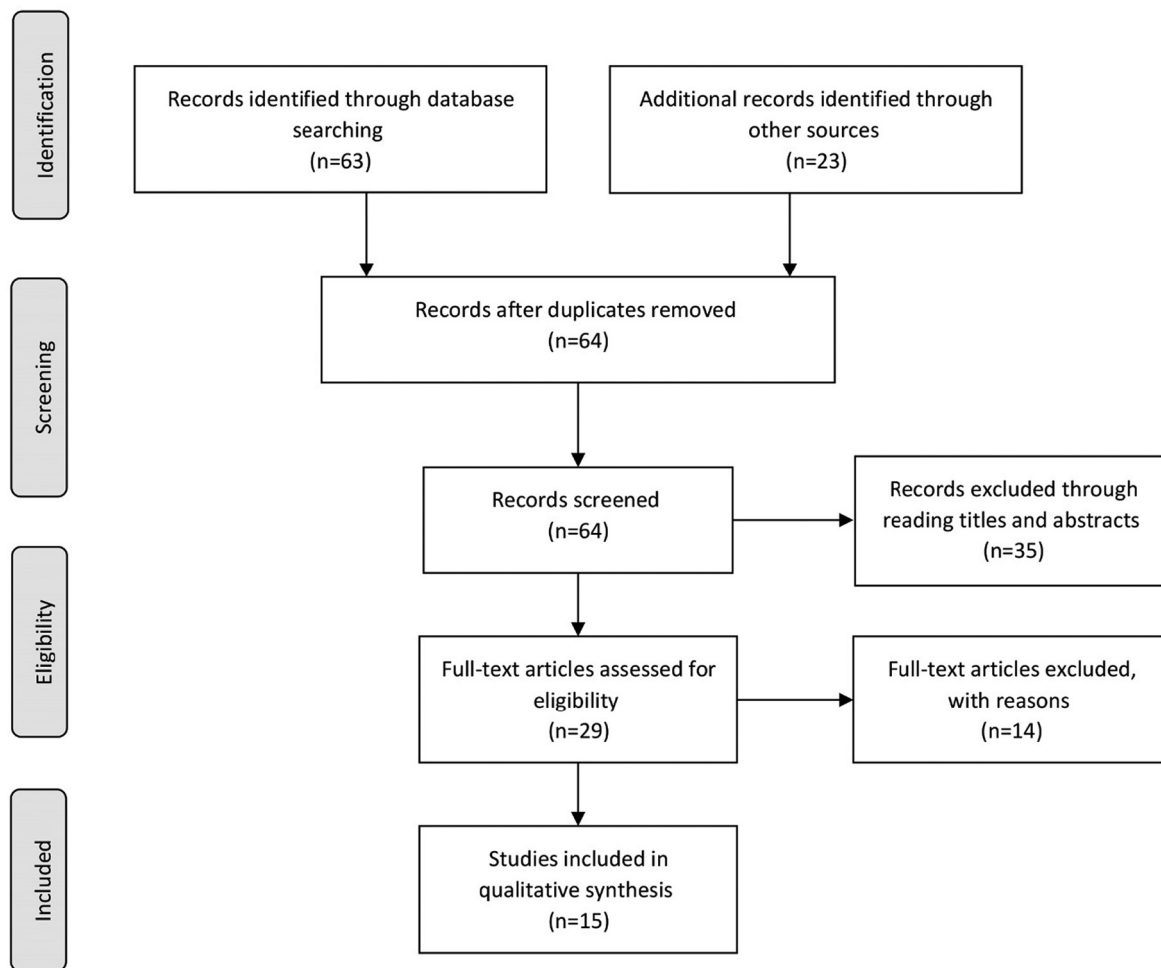 Identification
Records identified through database
searching
(n=63)
Additional records identified through
other sources
(n=23)
Screening
Records after duplicates removed
(n=64)
Records screened
(n=64)
Records excluded through
reading titles and abstracts
(n=35)
Eligibility
Full-text articles assessed for
eligibility
(n=29)
Full-text articles excluded,
with reasons
(n=14)
Included
Studies included in
qualitative synthesis
(n=15)